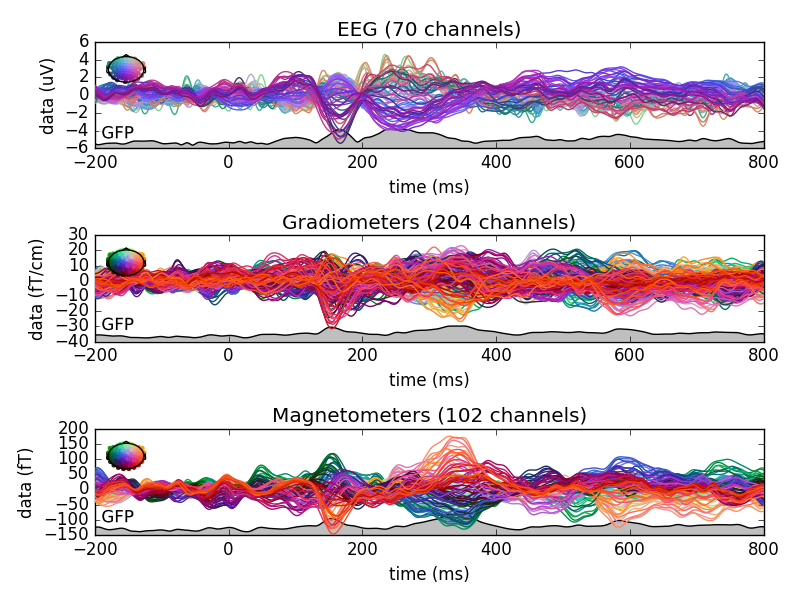 EEG (70 channels)
6
4
2
0
−2
−4
−6
data (uV)
GFP
−200 0 200 400 600 800
time (ms)
Gradiometers (204 channels)
30
20
10
0
−10
−20
−30
−40
data (fT/cm)
GFP
−200 0 200 400 600 800
time (ms)
Magnetometers (102 channels)
200
150
100
50
0
−50
−100
−150
data (fT)
GFP
−200 0 200 400 600 800
time (ms)